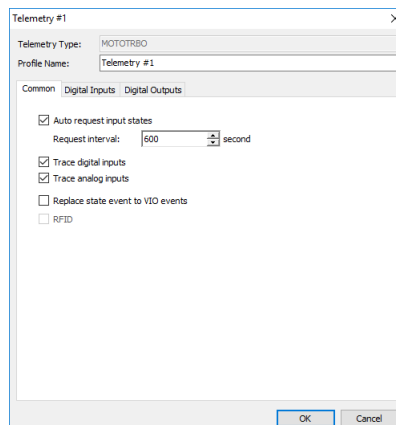 Telemetry #1
Telemetry Type: MOTOTRBO
Profile Name: Telemetry #1
Common Digital Inputs Digital Outputs
Auto request input states
Request interval: 600 second
Trace digital inputs
Trace analog inputs
Replace state event to VIO events
RFID
OK Cancel